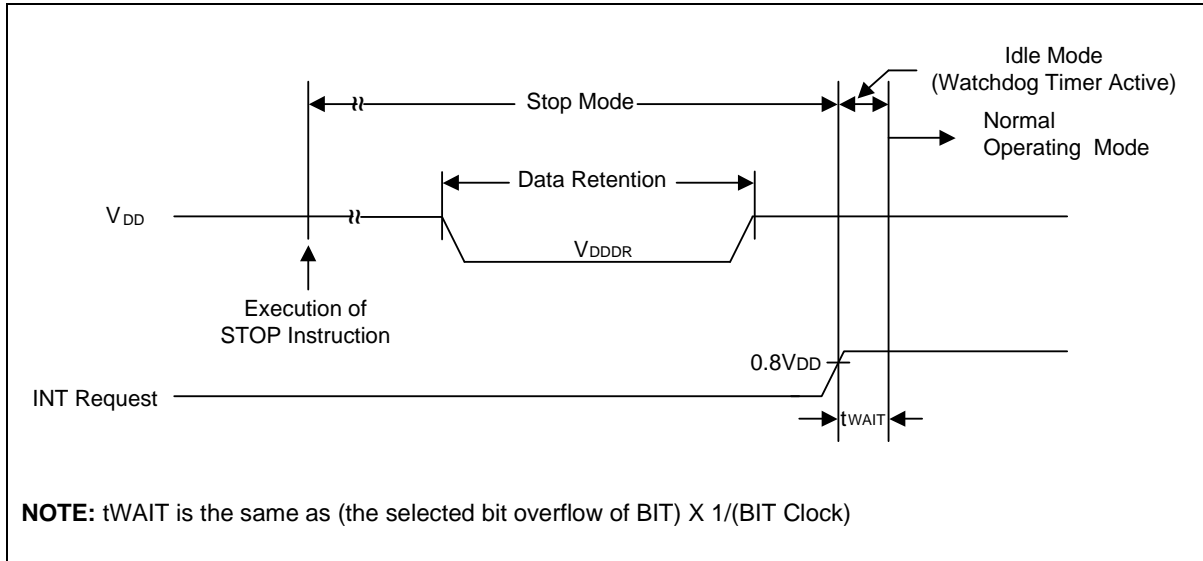 Idle Mode
(Watchdog Timer Active)
Stop Mode
Normal
Operating Mode
Data Retention
VDD
VDDDR
Execution of
STOP Instruction
0.8VDD
INT Request
tWAIT
NOTE: tWAIT is the same as (the selected bit overflow of BIT) X 1/(BIT Clock)